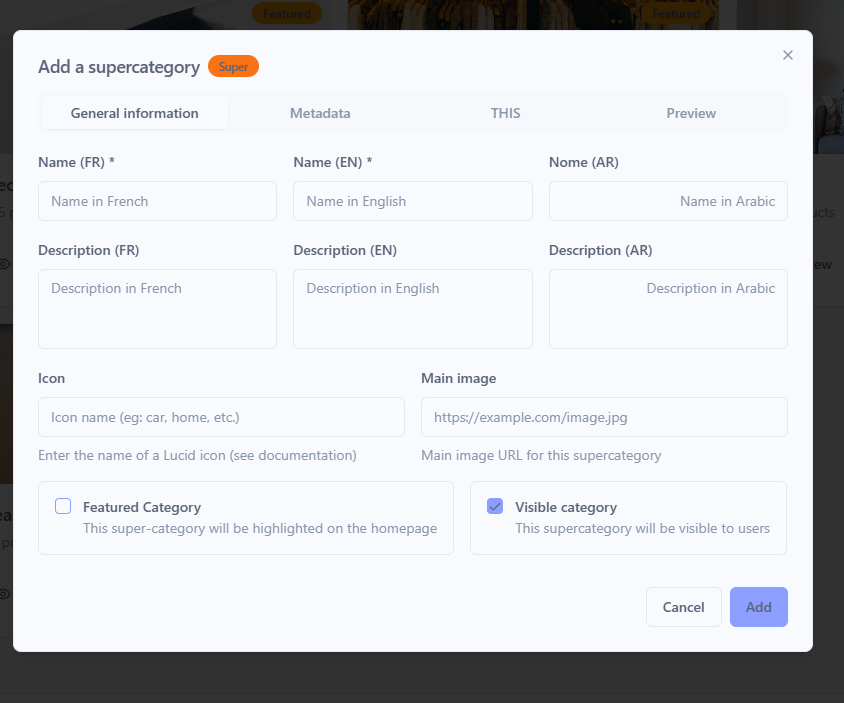 Featured
Featured
Add a supercategory Super
General information Metadata THIS Preview
Name (FR) * Name (EN) * Nome (AR)
Name in French Name in English Name in Arabic
Description (FR) Description (EN) Description (AR)
Description in French Description in English Description in Arabic
Icon Main image
Icon name (eg: car, home, etc.) https://example.com/image.jpg
Enter the name of a Lucid icon (see documentation) Main image URL for this supercategory
Featured Category Visible category
This super-category will be highlighted on the homepage This supercategory will be visible to users
Cancel Add